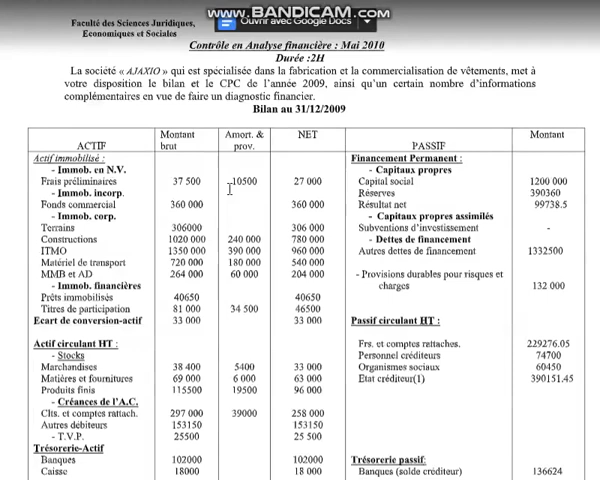 www.BANDICAM.com
Ouvrir avec Google Docs
Faculté des Sciences Juridiques,
Economiques et Sociales
Contrôle en Analyse financière : Mai 2010
Durée :2H
La société « AJAXIO » qui est spécialisée dans la fabrication et la commercialisation de vêtements, met à
votre disposition le bilan et le CPC de l'année 2009, ainsi qu'un certain nombre d'informations
complémentaires en vue de faire un diagnostic financier.
Bilan au 31/12/2009
ACTIF Montant brut Amort. & prov. NET PASSIF Montant
Actif immobilisé : Financement Permanent :
- Immob. en N.V. - Capitaux propres
Frais préliminaires 37 500 10500 27 000 Capital social 1200 000
- Immob. incorp. Réserves 390360
Fonds commercial 360 000 360 000 Résultat net 99738.5
- Immob. corp. - Capitaux propres assimilés
Terrains 306000 306 000 Subventions d'investissement -
Constructions 1020 000 240 000 780 000 - Dettes de financement
ITMO 1350 000 390 000 960 000 Autres dettes de financement 1332500
Matériel de transport 720 000 180 000 540 000
MMB et AD 264 000 60 000 204 000 - Provisions durables pour risques et
- Immob. financières charges 132 000
Prêts immobilisés 40650 40650
Titres de participation 81 000 34 500 46500
Ecart de conversion-actif 33 000 33 000 Passif circulant HT :
Actif circulant HT : Frs. et comptes rattaches. 229276.05
- Stocks Personnel créditeurs 74700
Marchandises 38 400 5400 33 000 Organismes sociaux 60450
Matières et fournitures 69 000 6 000 63 000 Etat créditeur(1) 390151.45
Produits finis 115500 19500 96 000
- Créances de l'A.C.
Clts. et comptes rattach. 297 000 39000 258 000
Autres débiteurs 153150 153150
- T.V.P. 25500 25 500
Trésorerie-Actif
Banques 102000 102000 Trésorerie passif:
Caisse 18000 18 000 Banques (solde créditeur) 136624